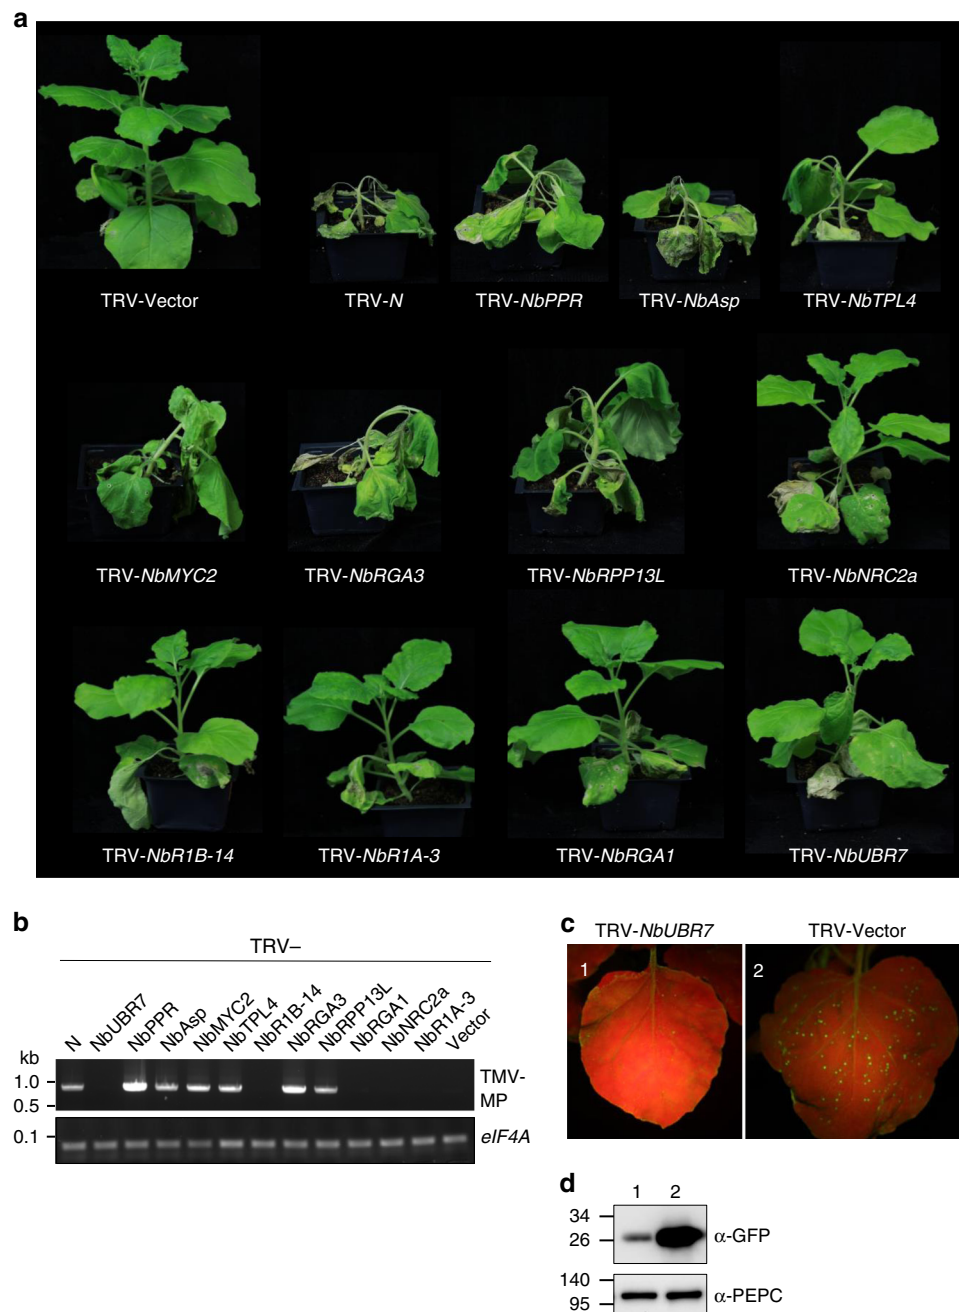 a
TRV-Vector
TRV-N
TRV-NbPPR
TRV-NbAsp
TRV-NbTPL4
TRV-NbMYC2
TRV-NbRGA3
TRV-NbRPP13L
TRV-NbNRC2a
TRV-NbR1B-14
TRV-NbR1A-3
TRV-NbRGA1
TRV-NbUBR7
b
TRV–
N
NbUBR7
NbPPR
NbAsp
NbMYC2
NbTPL4
NbR1B-14
NbRGA3
NbRPP13L
NbRGA1
NbNRC2a
NbR1A-3
Vector
kb
1.0
0.5
TMV-
MP
0.1
eIF4A
c
TRV-NbUBR7
TRV-Vector
1
2
d
1
2
34
26
α-GFP
140
95
α-PEPC